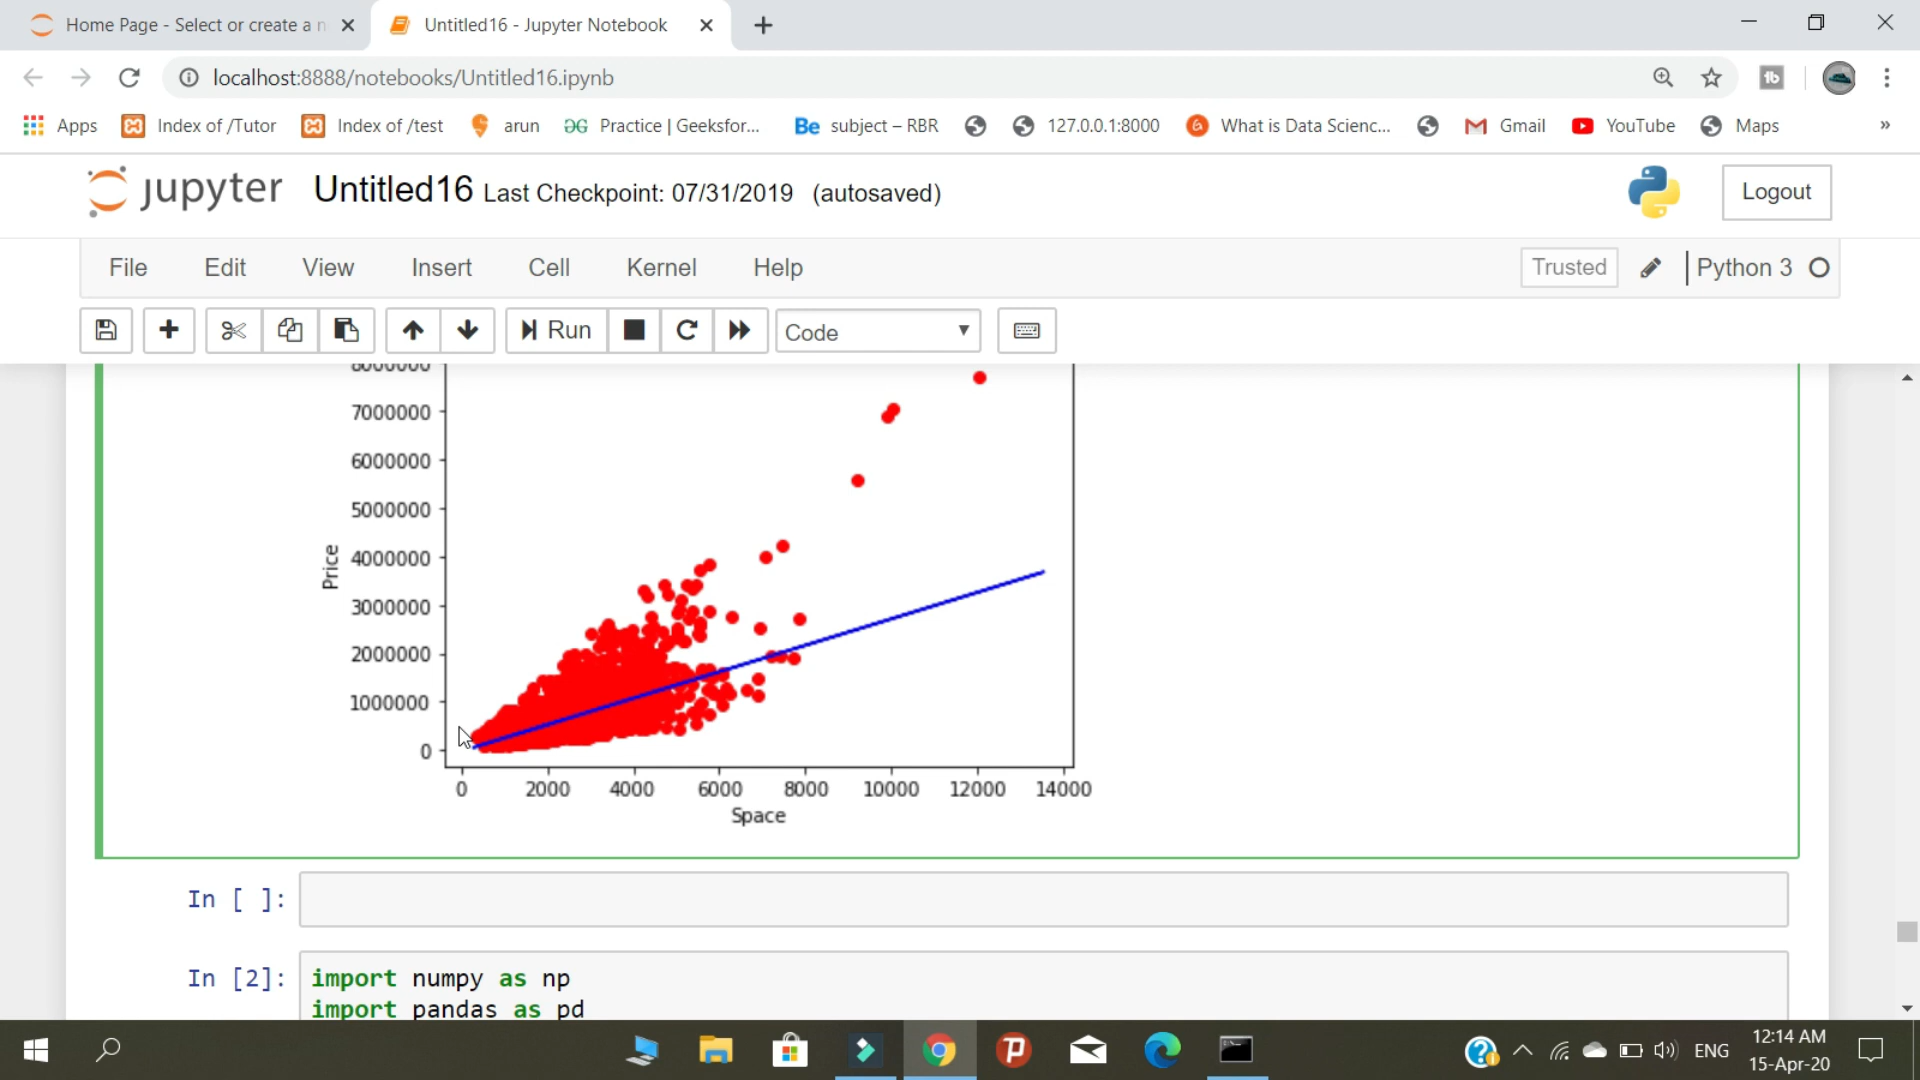 Home Page - Select or create a n
Untitled16 - Jupyter Notebook
localhost:8888/notebooks/Untitled16.ipynb
Apps Index of /Tutor Index of /test arun Practice | Geeksfor... Be subject – RBR 127.0.0.1:8000 What is Data Scienc... Gmail YouTube Maps »
jupyter Untitled16 Last Checkpoint: 07/31/2019 (autosaved) Logout
File Edit View Insert Cell Kernel Help Trusted Python 3
Run Code
8000000
7000000
6000000
5000000
4000000
3000000
2000000
1000000
0
Price
0 2000 4000 6000 8000 10000 12000 14000
Space
In [ ]:
In [2]: import numpy as np
import pandas as pd
ENG 12:14 AM
15-Apr-20